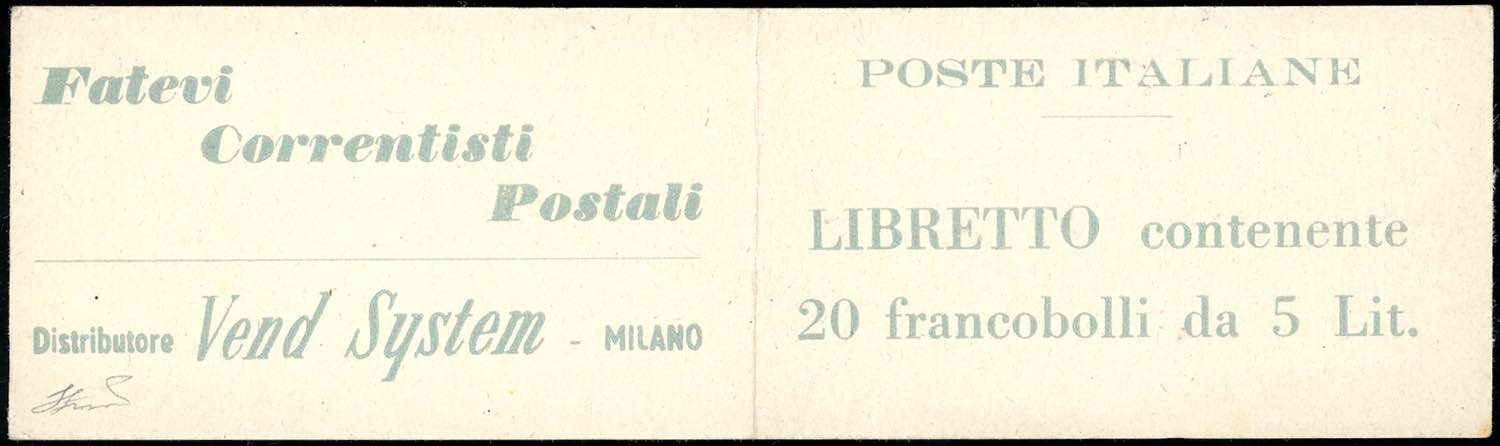 Fatevi
Correntisti
Postali
Distributore Vend System - MILANO
POSTE ITALIANE
LIBRETTO contenente
20 francobolli da 5 Lit.